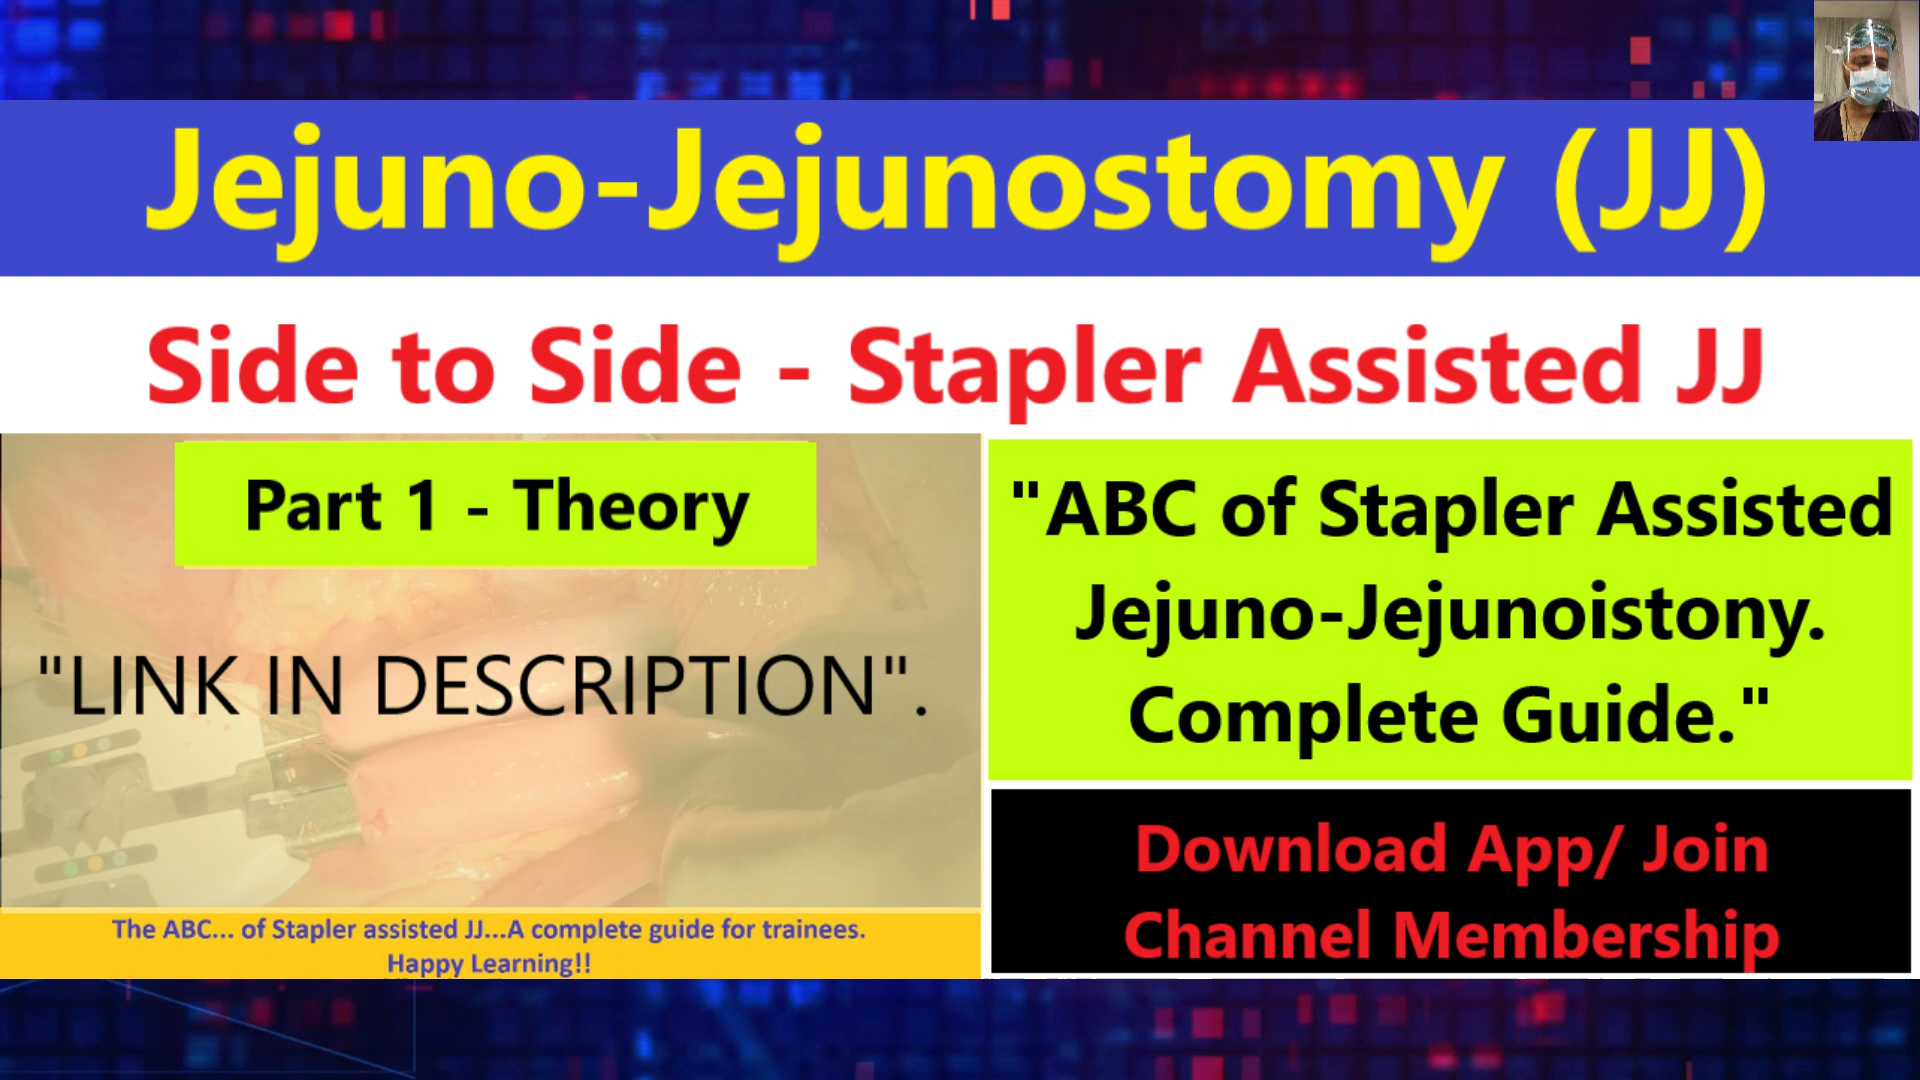 Jejuno-Jejunostomy (JJ)
Side to Side - Stapler Assisted JJ
Part 1 - Theory
"LINK IN DESCRIPTION".
The ABC... of Stapler assisted JJ...A complete guide for trainees.
Happy Learning!!
"ABC of Stapler Assisted
Jejuno-Jejunoistony.
Complete Guide."
Download App/ Join
Channel Membership